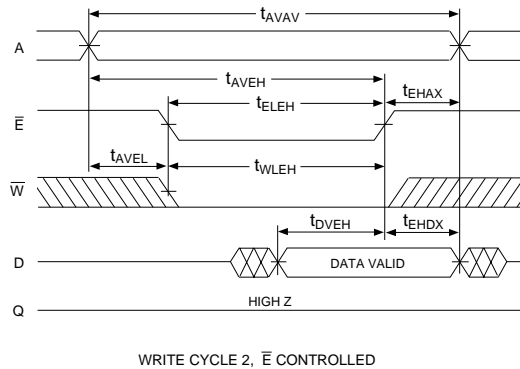 tAVAV
A
tAVEH
tELEH
tEHAX
E̅
tAVEL
tWLEH
W̅
tDVEH
tEHDX
D
DATA VALID
Q
HIGH Z
WRITE CYCLE 2, E̅ CONTROLLED